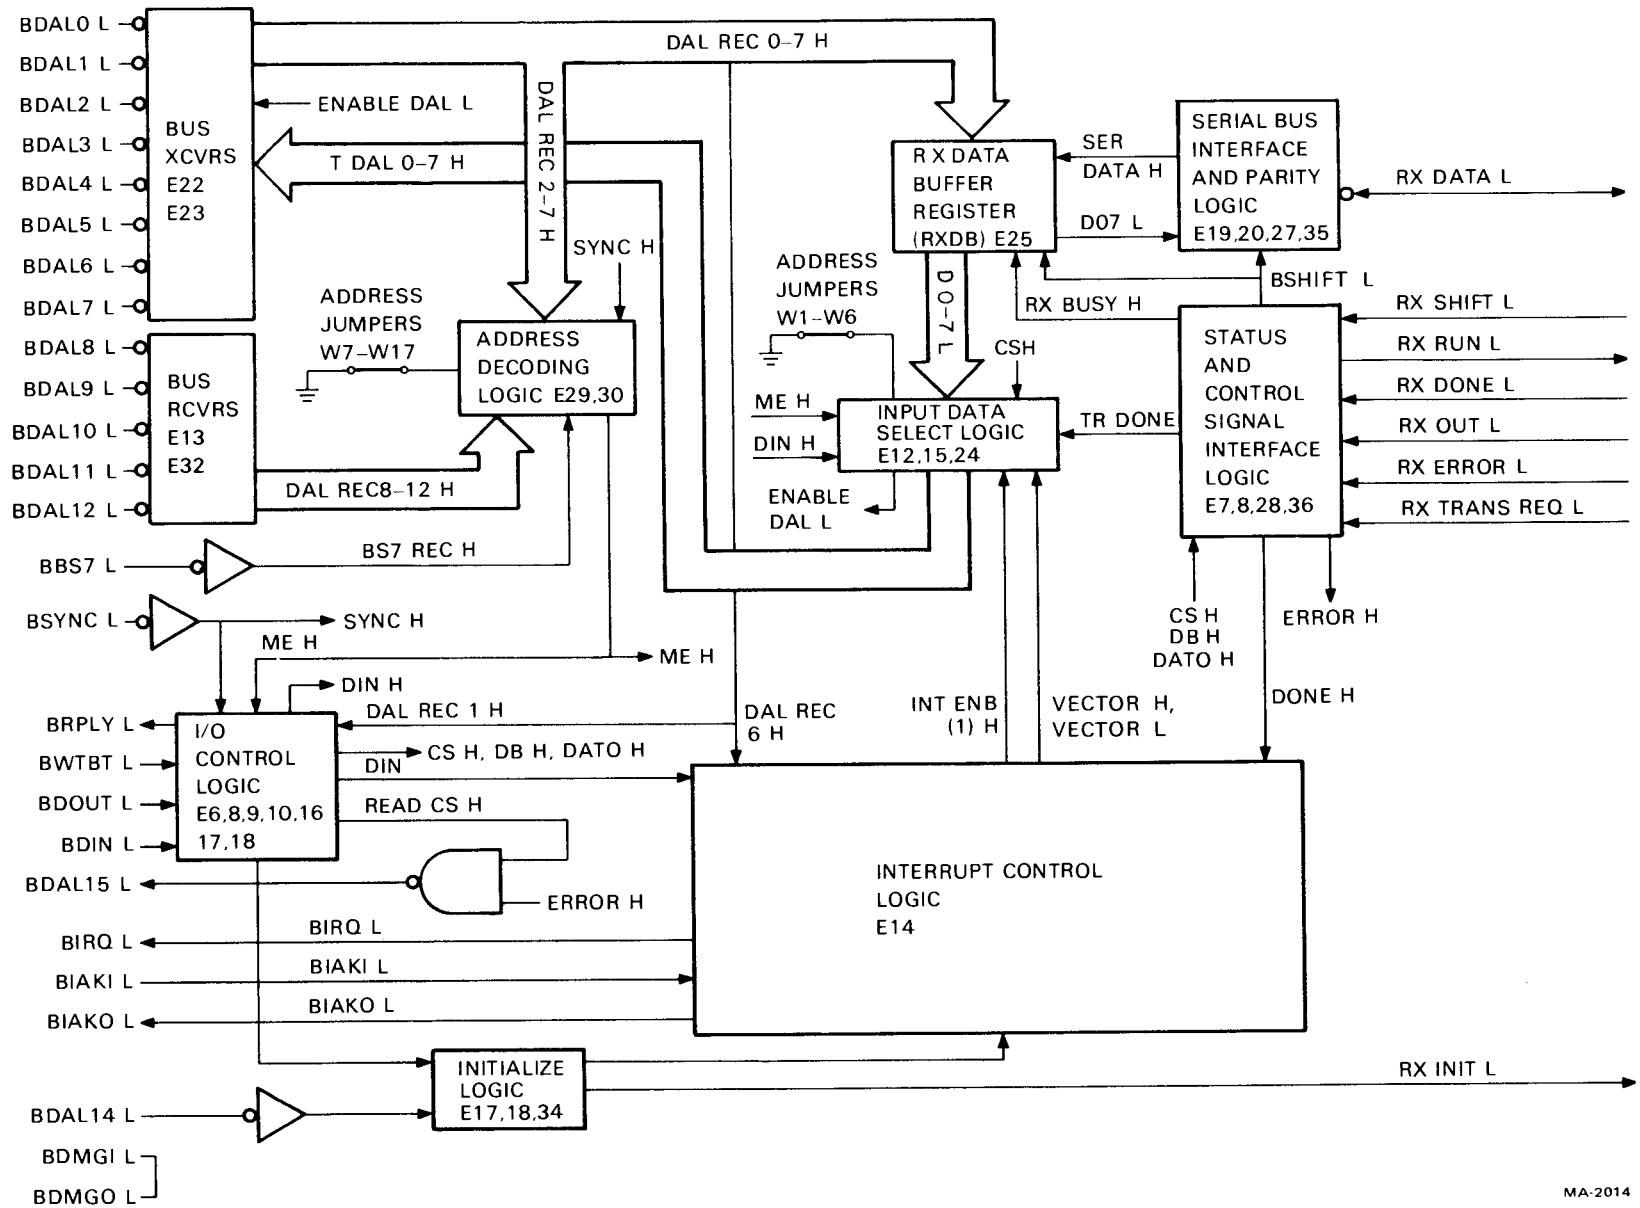 BDAL0 L
BDAL1 L
BDAL2 L
BDAL3 L
BDAL4 L
BDAL5 L
BDAL6 L
BDAL7 L
BUS
XCVRS
E22
E23
ENABLE DAL L
T DAL 0-7 H
DAL REC 0-7 H
DAL REC 2-7 H
SYNC H
BDAL8 L
BDAL9 L
BDAL10 L
BDAL11 L
BDAL12 L
BUS
RCVRS
E13
E32
DAL REC8-12 H
ADDRESS
JUMPERS
W7-W17
ADDRESS
DECODING
LOGIC E29,30
RX DATA
BUFFER
REGISTER
(RXDB) E25
SER
DATA H
D07 L
SERIAL BUS
INTERFACE
AND PARITY
LOGIC
E19,20,27,35
RX DATA L
BSHIFT L
RX BUSY H
D 0-7 L
ADDRESS
JUMPERS
W1-W6
CSH
ME H
DIN H
INPUT DATA
SELECT LOGIC
E12,15,24
TR DONE
ENABLE
DAL L
STATUS
AND
CONTROL
SIGNAL
INTERFACE
LOGIC
E7,8,28,36
RX SHIFT L
RX RUN L
RX DONE L
RX OUT L
RX ERROR L
RX TRANS REQ L
CS H
DB H
DATO H
ERROR H
DONE H
BBS7 L
BS7 REC H
BSYNC L
SYNC H
ME H
ME H
DIN H
DAL REC 1 H
CS H, DB H, DATO H
DIN
READ CS H
BRPLY L
BWTBT L
BDOUT L
BDIN L
I/O
CONTROL
LOGIC
E6,8,9,10,16
17,18
DAL REC
6 H
INT ENB
(1) H
VECTOR H,
VECTOR L
INTERRUPT CONTROL
LOGIC
E14
BDAL15 L
ERROR H
BIRQ L
BIRQ L
BIAKI L
BIAKI L
BIAKO L
BIAKO L
INITIALIZE
LOGIC
E17,18,34
RX INIT L
BDAL14 L
BDMGI L
BDMGO L
MA-2014